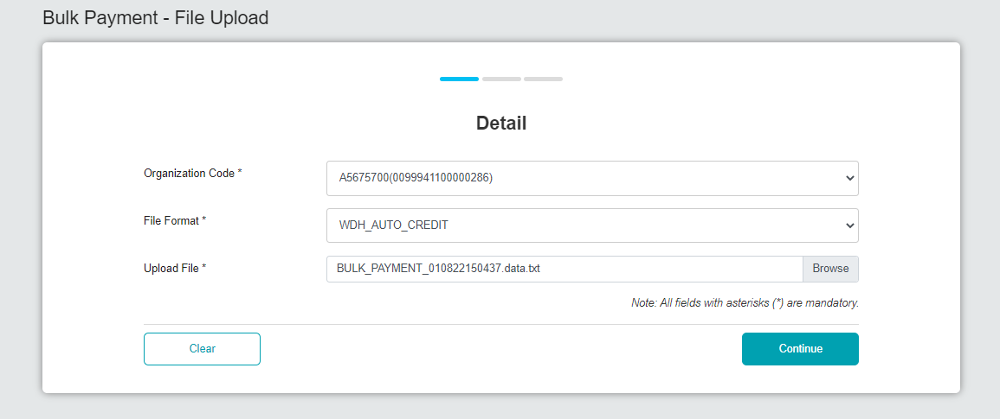 Bulk Payment - File Upload
Detail
Organization Code *
A5675700(0099941100000286)
File Format *
WDH_AUTO_CREDIT
Upload File *
BULK_PAYMENT_010822150437.data.txt
Browse
Note: All fields with asterisks (*) are mandatory.
Clear
Continue